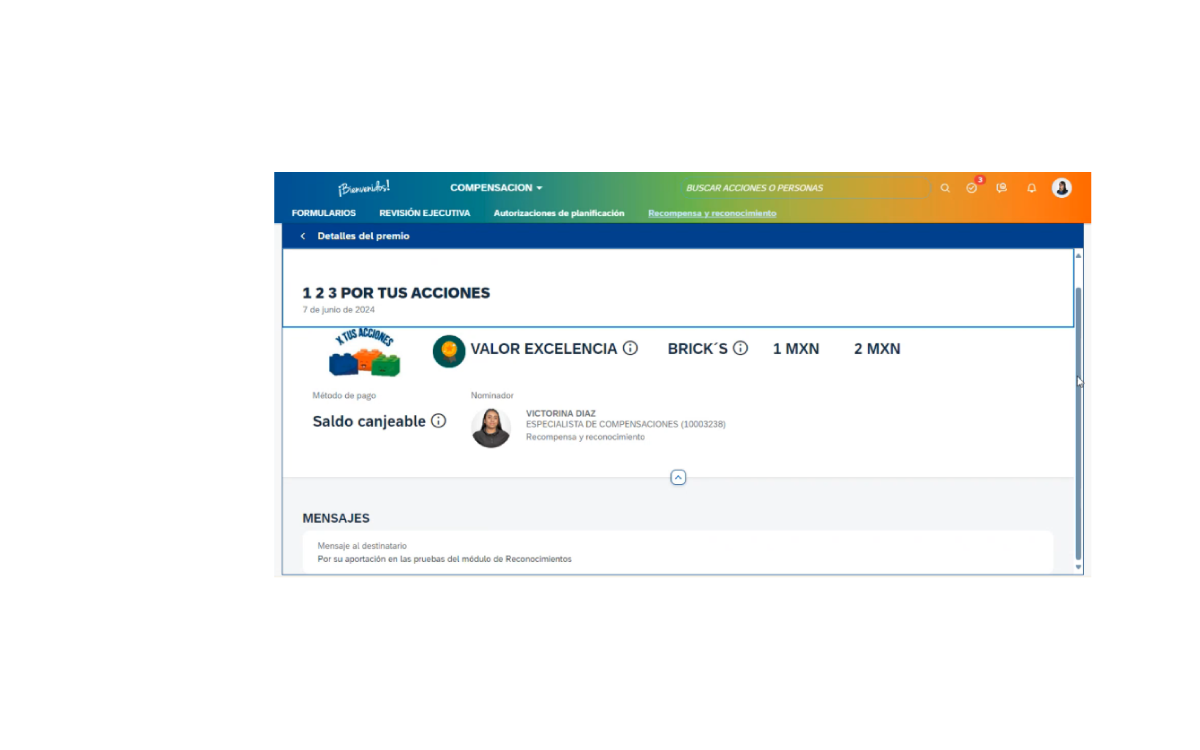 ¡Bienvenidos!
COMPENSACION
BUSCAR ACCIONES O PERSONAS
3
FORMULARIOS
REVISIÓN EJECUTIVA
Autorizaciones de planificación
Recompensa y reconocimiento
Detalles del premio
1 2 3 POR TUS ACCIONES
7 de junio de 2024
X TUS ACCIONES
VALOR EXCELENCIA
BRICK´S
1 MXN
2 MXN
Método de pago
Nominador
Saldo canjeable
VICTORINA DIAZ
ESPECIALISTA DE COMPENSACIONES (10003238)
Recompensa y reconocimiento
MENSAJES
Mensaje al destinatario
Por su aportación en las pruebas del módulo de Reconocimientos